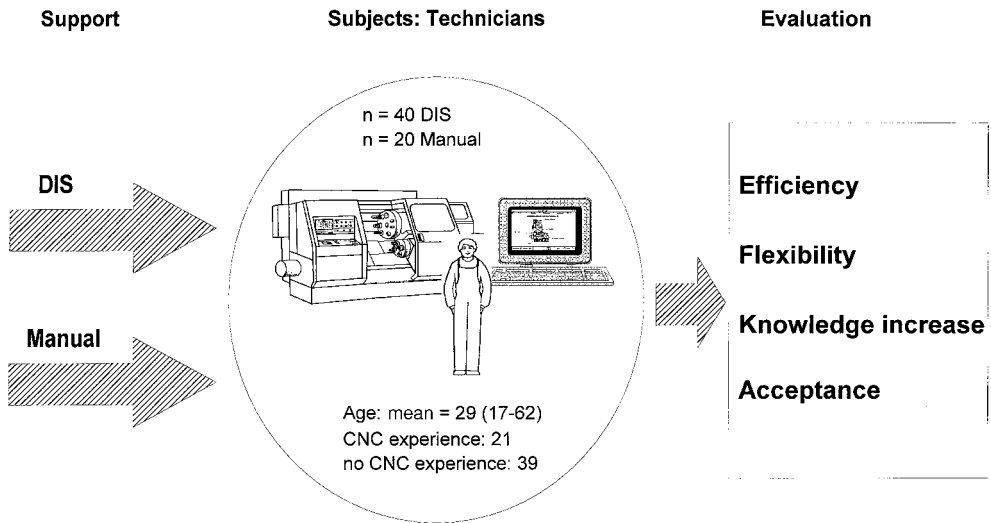 Support
Subjects: Technicians
Evaluation
n = 40 DIS
n = 20 Manual
DIS
Manual
Efficiency
Flexibility
Knowledge increase
Acceptance
Age: mean = 29 (17-62)
CNC experience: 21
no CNC experience: 39